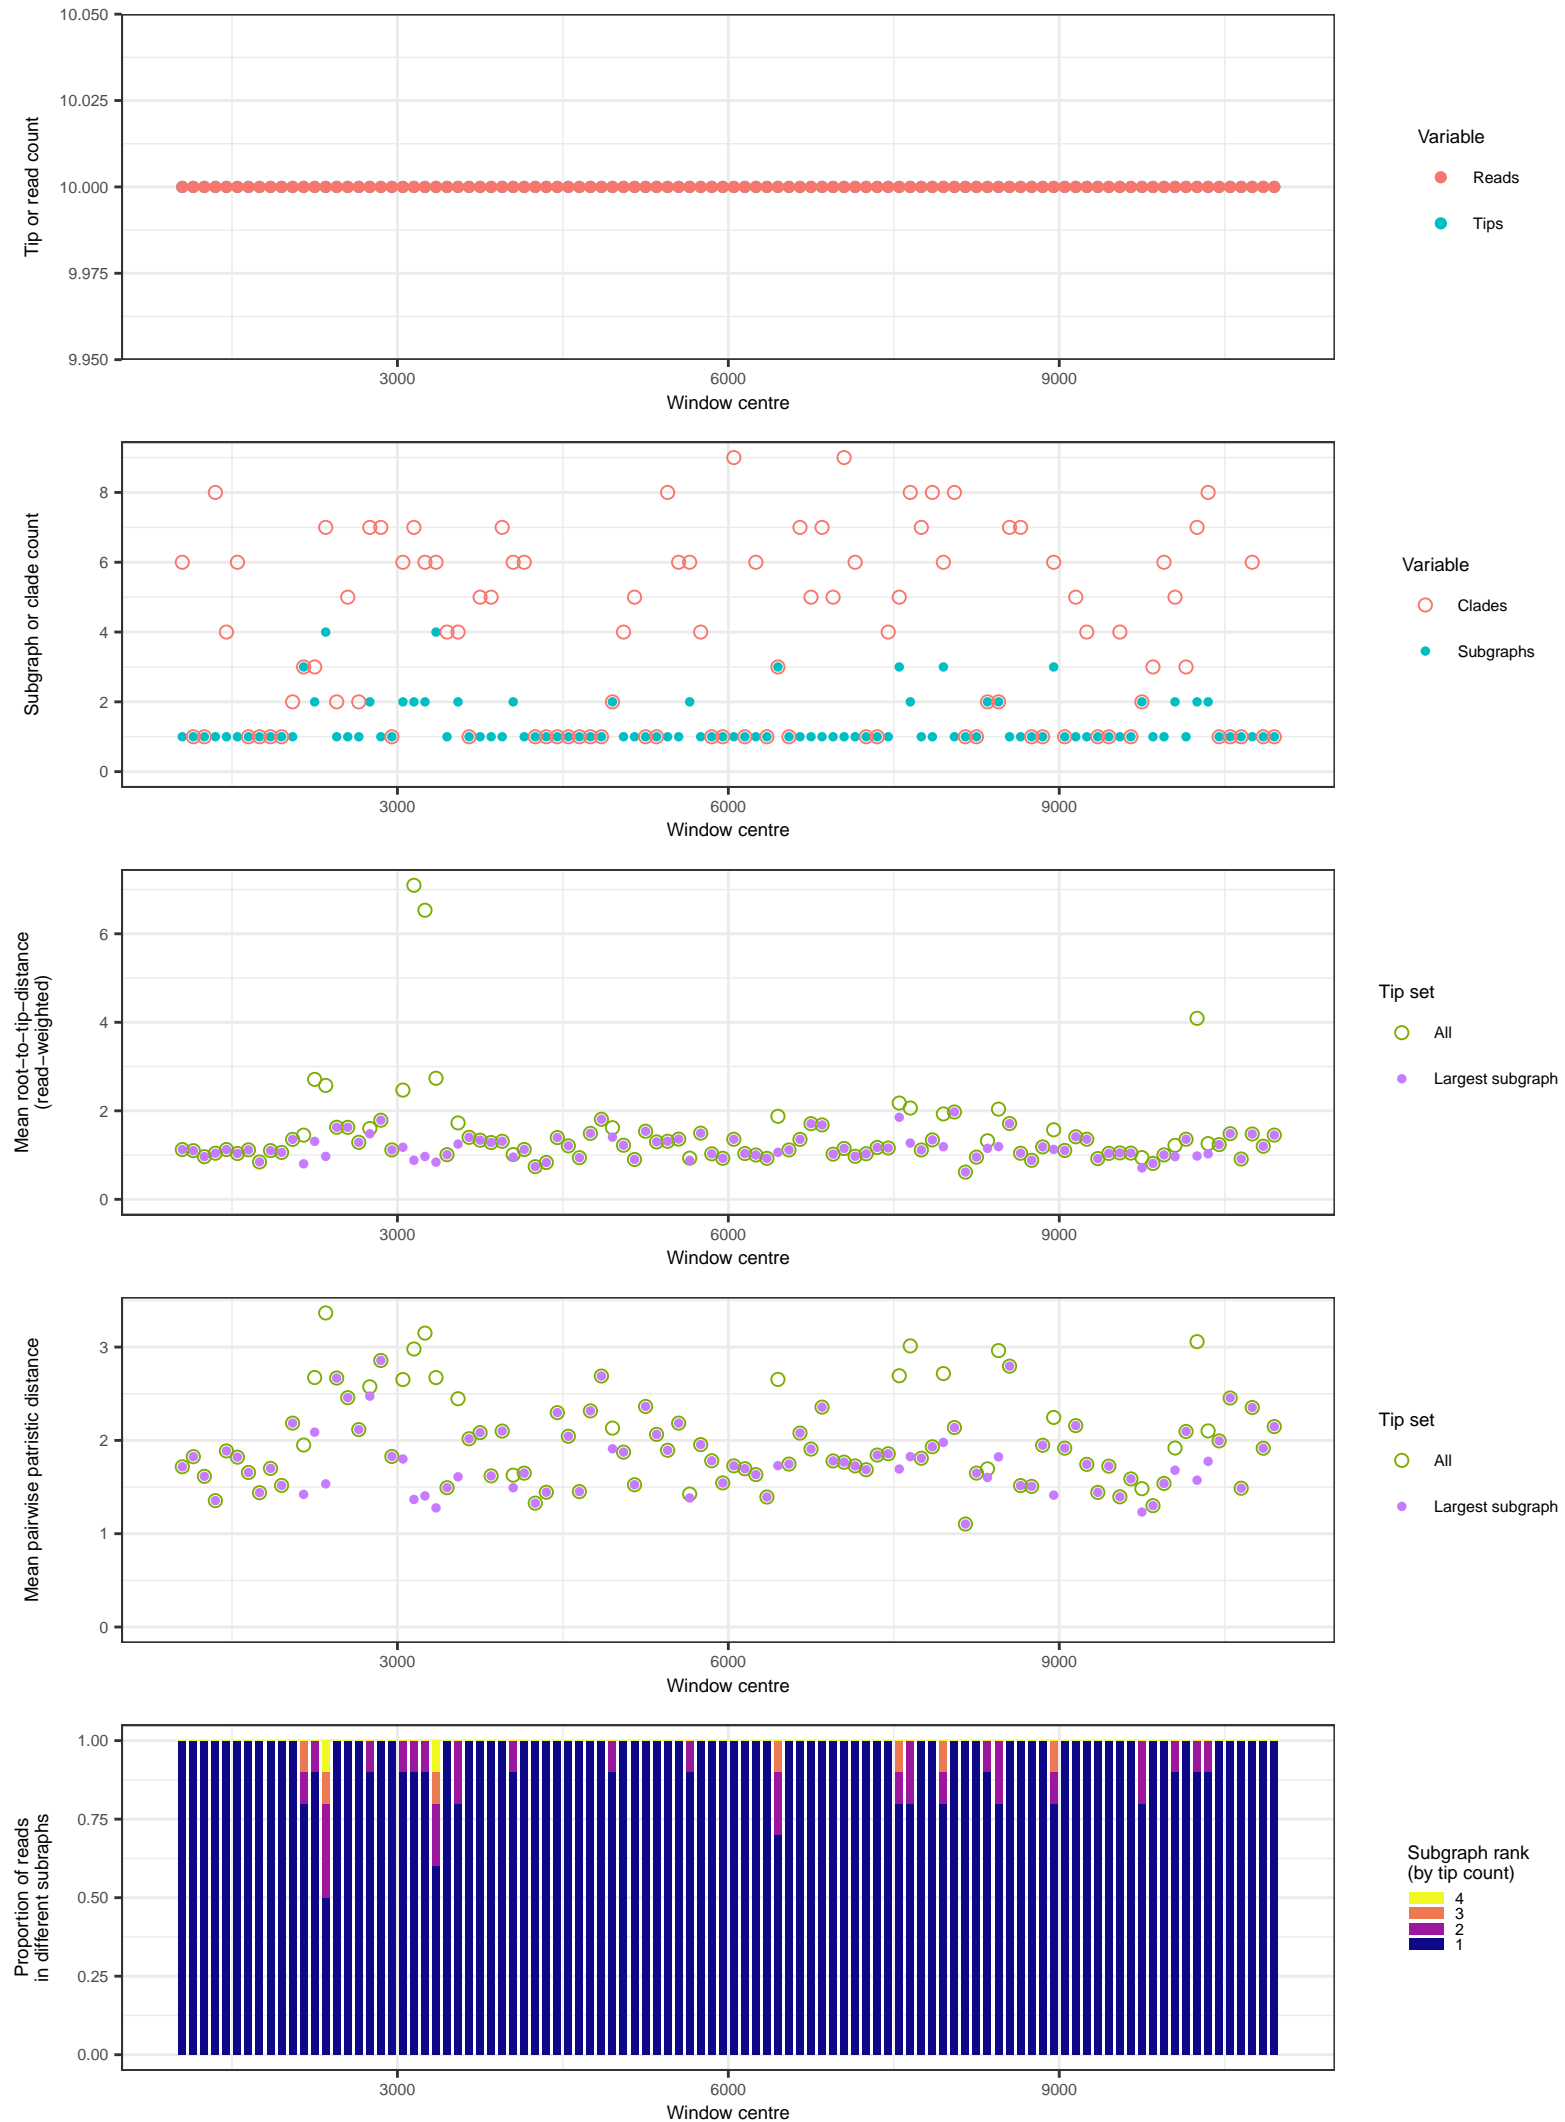 10.050
10.025
10.000
9.975
9.950
Tip or read count
3000 6000 9000
Window centre
Variable
Reads
Tips
8
6
4
2
0
Subgraph or clade count
3000 6000 9000
Window centre
Variable
Clades
Subgraphs
6
4
2
0
Mean root−to−tip−distance
(read−weighted)
3000 6000 9000
Window centre
Tip set
All
Largest subgraph
3
2
1
0
Mean pairwise patristic distance
3000 6000 9000
Window centre
Tip set
All
Largest subgraph
1.00
0.75
0.50
0.25
0.00
Proportion of reads
in different subraphs
3000 6000 9000
Window centre
Subgraph rank
(by tip count)
4
3
2
1